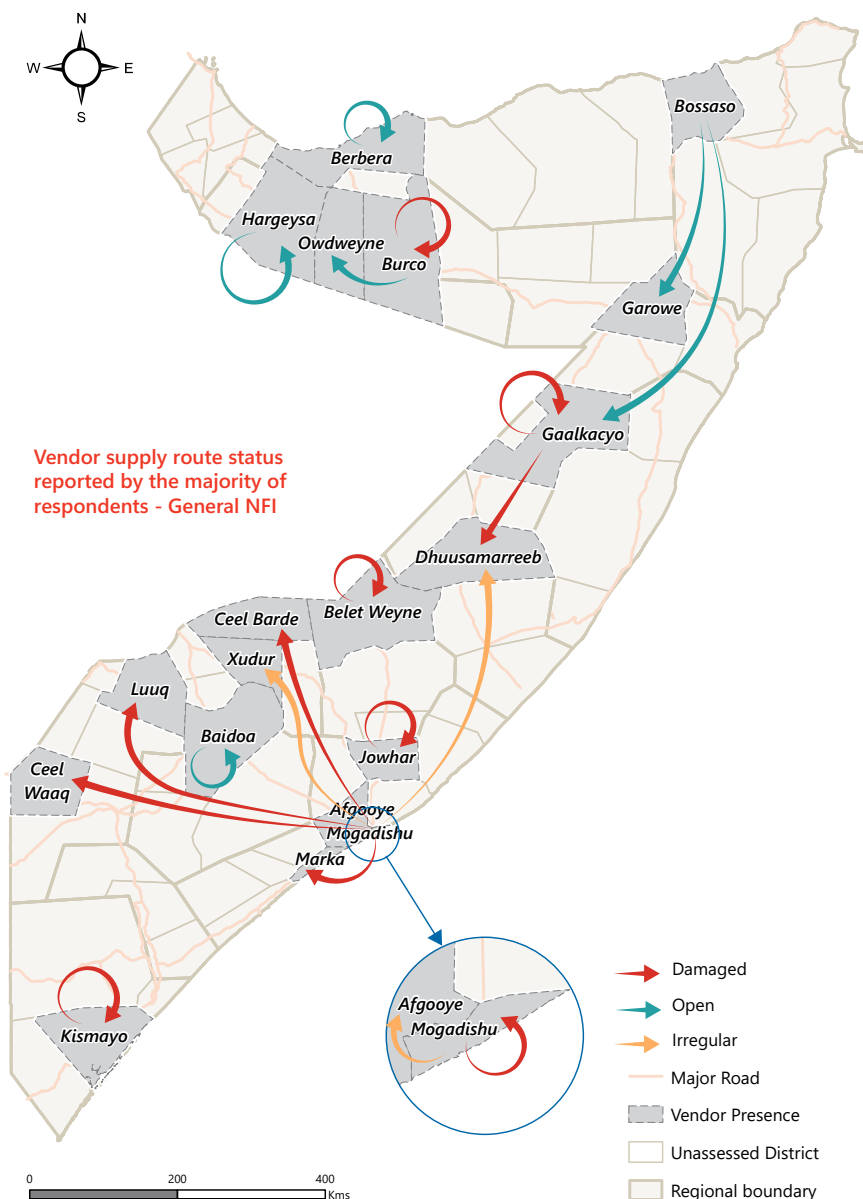 N
W
E
S
Bossaso
Berbera
Hargeysa
Owdweyne
Burco
Garowe
Gaalkacyo
Vendor supply route status
reported by the majority of
respondents - General NFI
Dhuusamarreeb
Belet Weyne
Ceel Barde
Xudur
Luuq
Baidoa
Jowhar
Ceel
Waaq
Afgooye
Mogadishu
Marka
Kismayo
Afgooye
Mogadishu
Damaged
Open
Irregular
Major Road
Vendor Presence
Unassessed District
Regional boundary
0 200 400
Kms